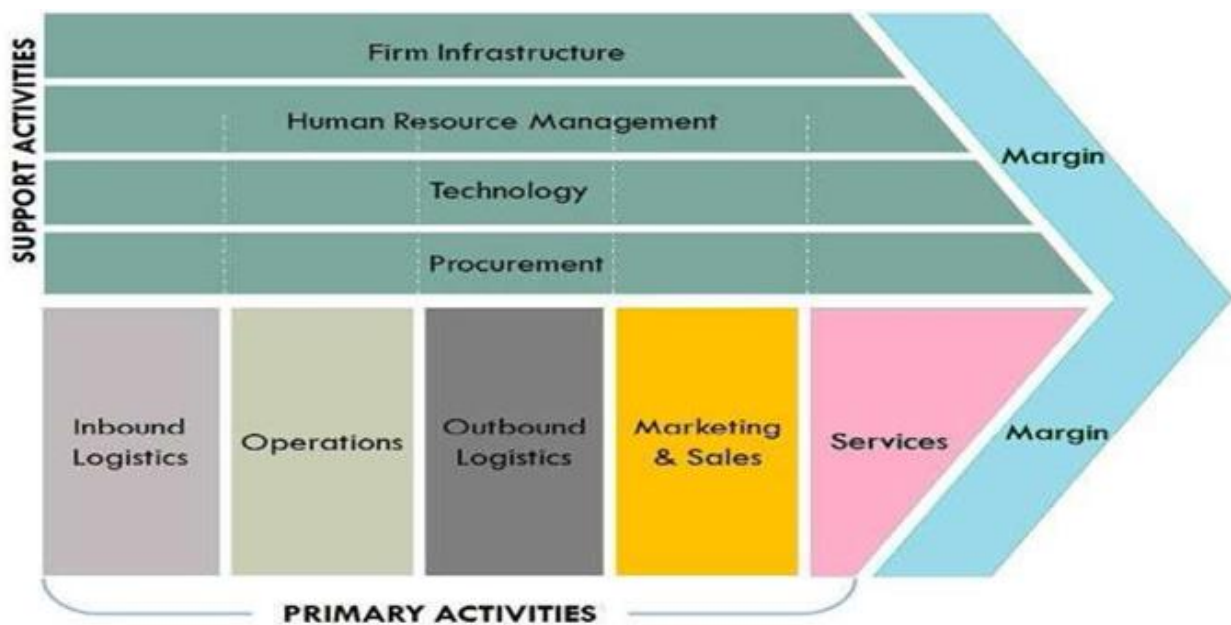 SUPPORT ACTIVITIES
Firm Infrastructure
Human Resource Management
Technology
Procurement
Margin
Inbound
Logistics
Operations
Outbound
Logistics
Marketing
& Sales
Services
Margin
PRIMARY ACTIVITIES